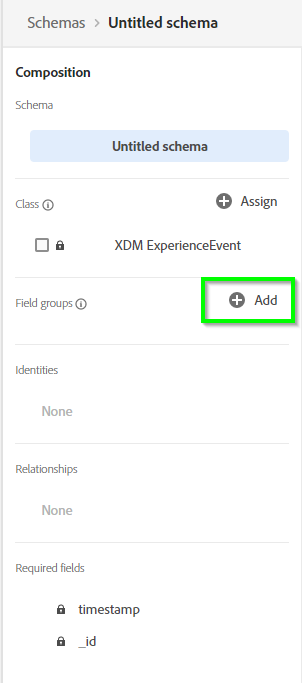 Schemas > Untitled schema
Composition
Schema
Untitled schema
Class
Assign
XDM ExperienceEvent
Field groups
Add
Identities
None
Relationships
None
Required fields
timestamp
_id